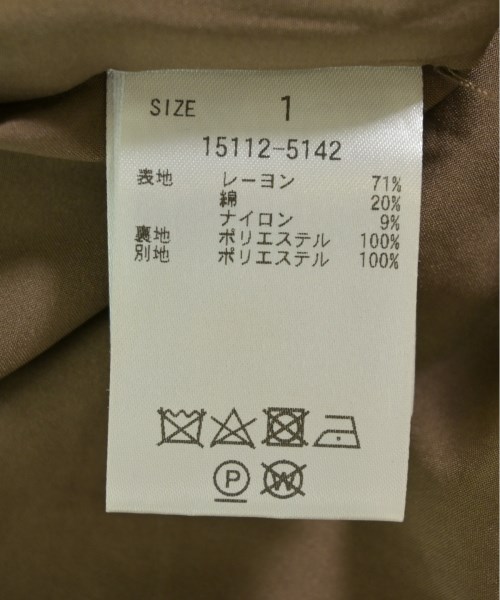 SIZE 1
15112-5142
表地 レーヨン 71%
綿 20%
ナイロン 9%
裏地 ポリエステル 100%
別地 ポリエステル 100%
P W